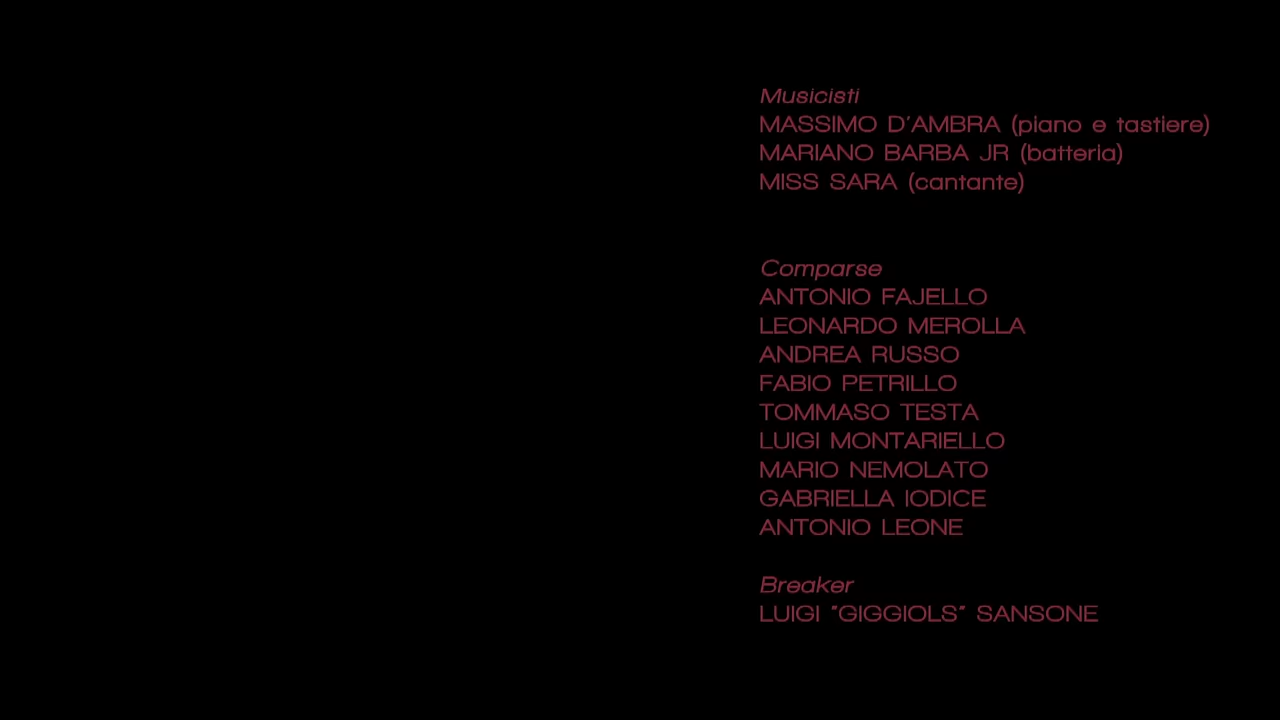 Musicisti
MASSIMO D'AMBRA (piano e tastiere)
MARIANO BARBA JR (batteria)
MISS SARA (cantante)
Comparse
ANTONIO FAJELLO
LEONARDO MEROLLA
ANDREA RUSSO
FABIO PETRILLO
TOMMASO TESTA
LUIGI MONTARIELLO
MARIO NEMOLATO
GABRIELLA IODICE
ANTONIO LEONE
Breaker
LUIGI "GIGGIOLS" SANSONE